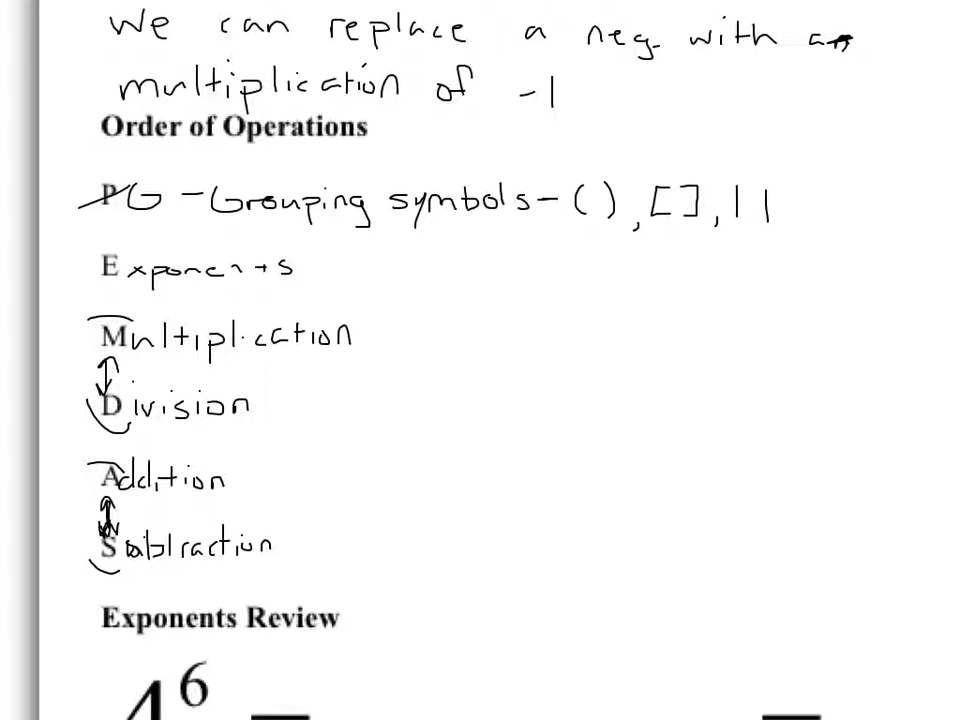 We can replace a neg. with a
multiplication of -1
Order of Operations
P G - Grouping symbols - ( ), [ ], | |
Exponents
Multiplication
Division
Addition
Subtraction
Exponents Review
4⁶ =